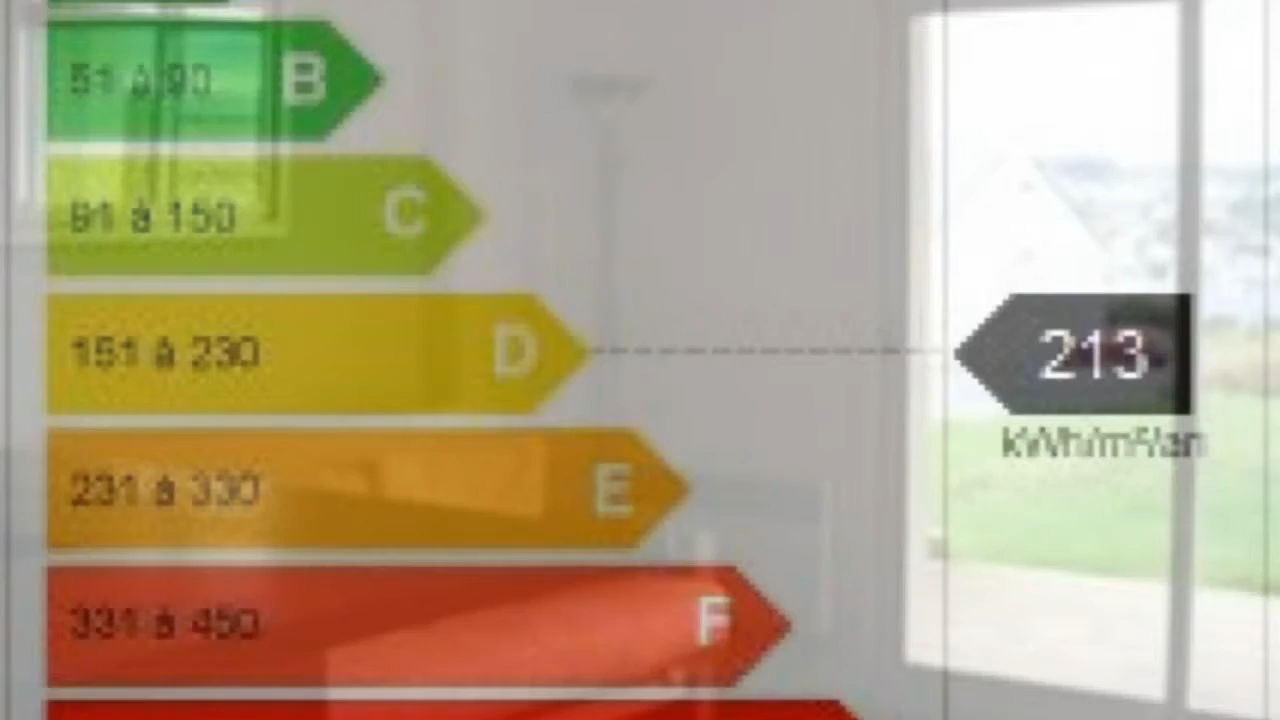 51 à 90 B
91 à 150 C
151 à 230 D
213
kWh/m²/an
231 à 330 E
331 à 450 F